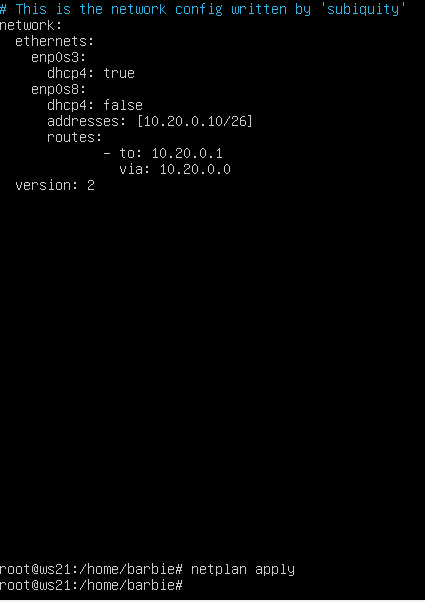 # This is the network config written by 'subiquity'
network:
  ethernets:
    enp0s3:
      dhcp4: true
    enp0s8:
      dhcp4: false
      addresses: [10.20.0.10/26]
      routes:
             - to: 10.20.0.1
               via: 10.20.0.0
  version: 2
root@ws21:/home/barbie# netplan apply
root@ws21:/home/barbie#